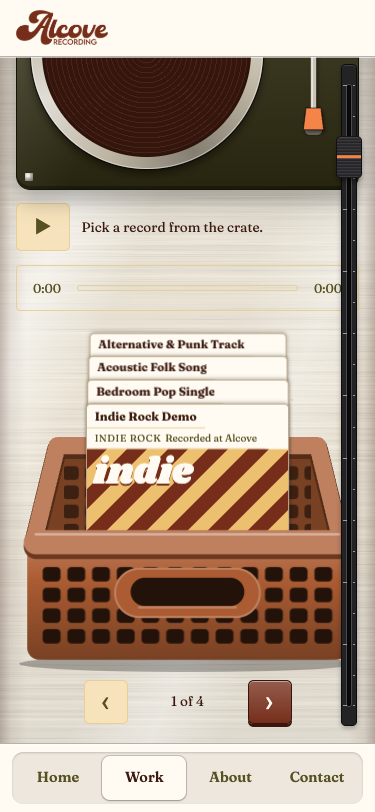 Alcove
RECORDING
Pick a record from the crate.
0:00 0:00
Alternative & Punk Track
Acoustic Folk Song
Bedroom Pop Single
Indie Rock Demo
INDIE ROCK Recorded at Alcove
indie
1 of 4
Home Work About Contact